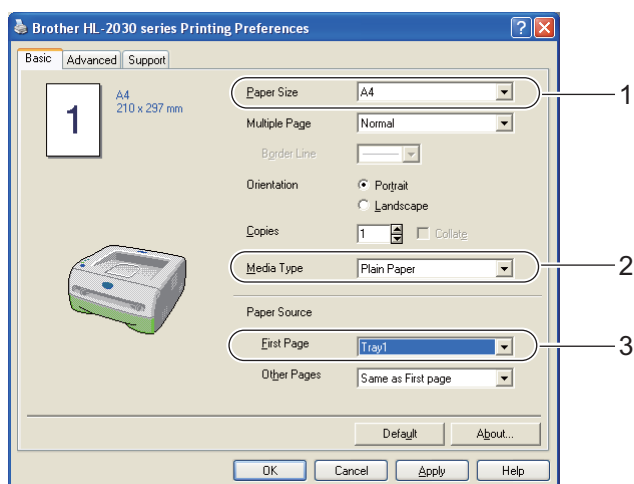 Brother HL-2030 series Printing Preferences
Basic Advanced Support
A4
210 x 297 mm
1
Paper Size A4 1
Multiple Page Normal
Border Line
Orientation Portrait
Landscape
Copies 1 Collate
Media Type Plain Paper 2
Paper Source
First Page Tray1 3
Other Pages Same as First page
Default About...
OK Cancel Apply Help